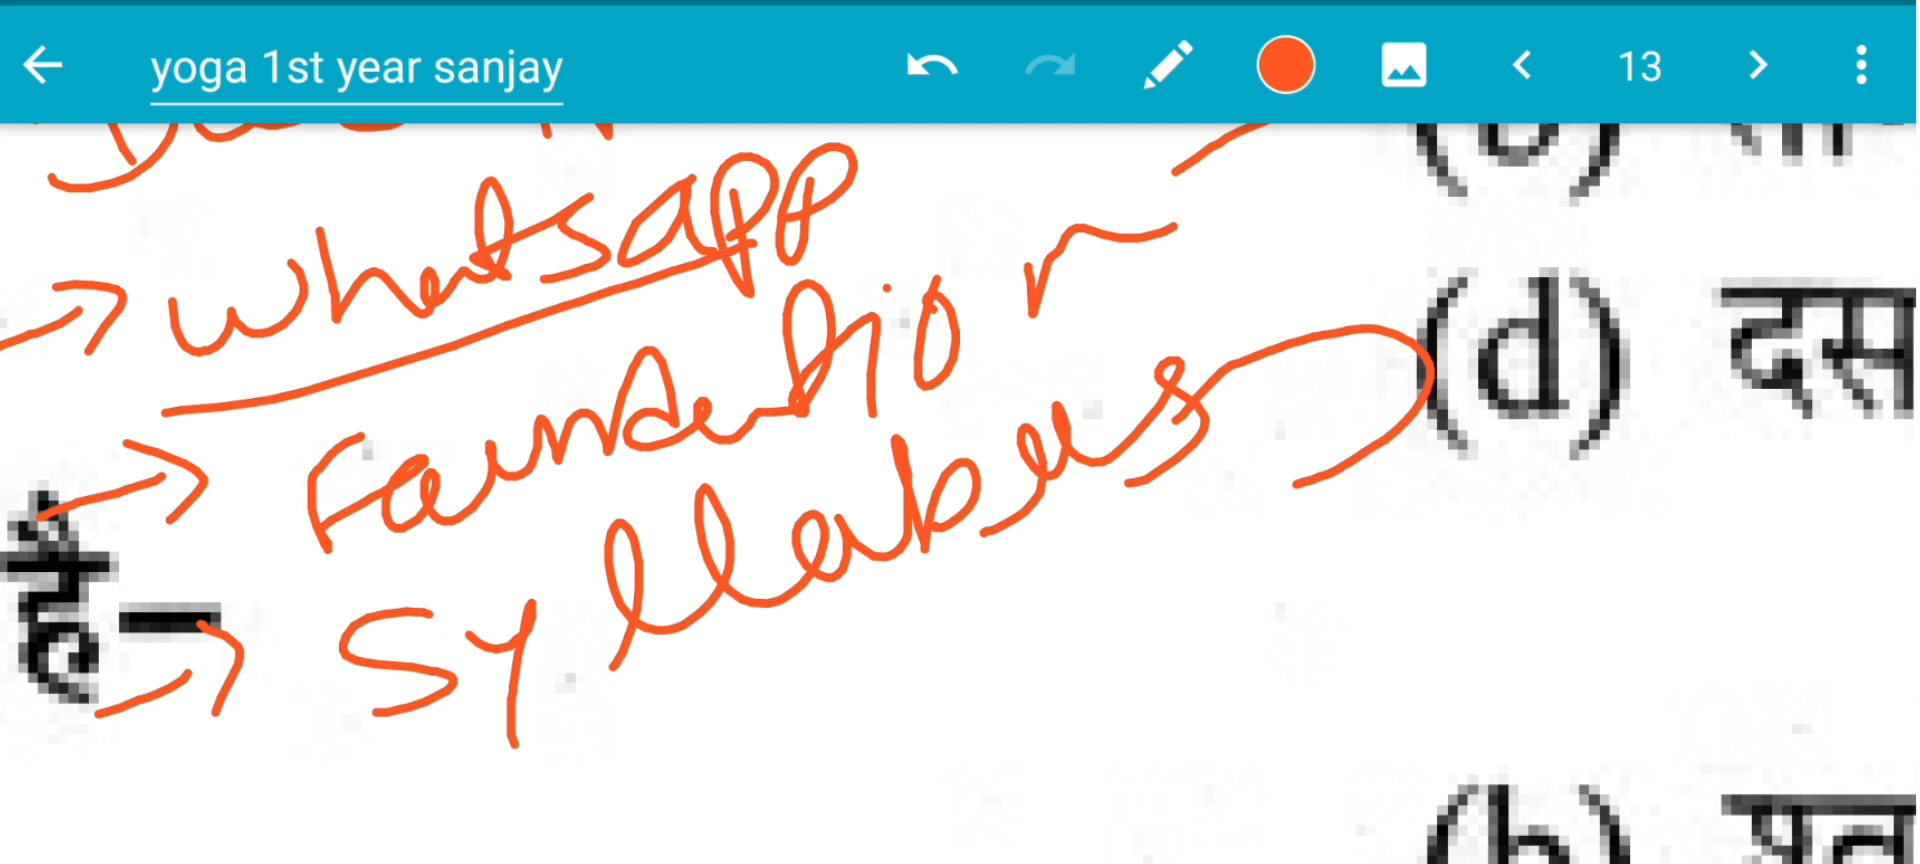 yoga 1st year sanjay 13
→ whatsapp
→ Foundation
(d) दस
है– → Syllabus
(b)